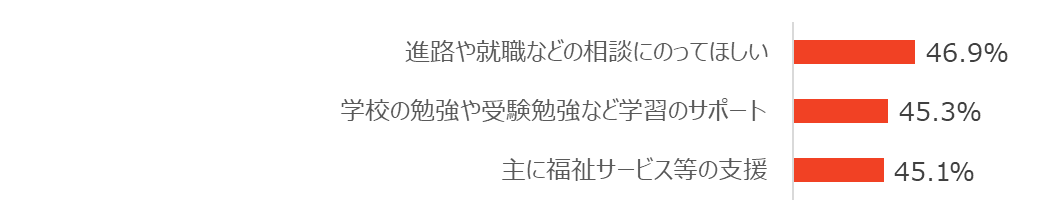 進路や就職などの相談にのってほしい 46.9%
学校の勉強や受験勉強など学習のサポート 45.3%
主に福祉サービス等の支援 45.1%